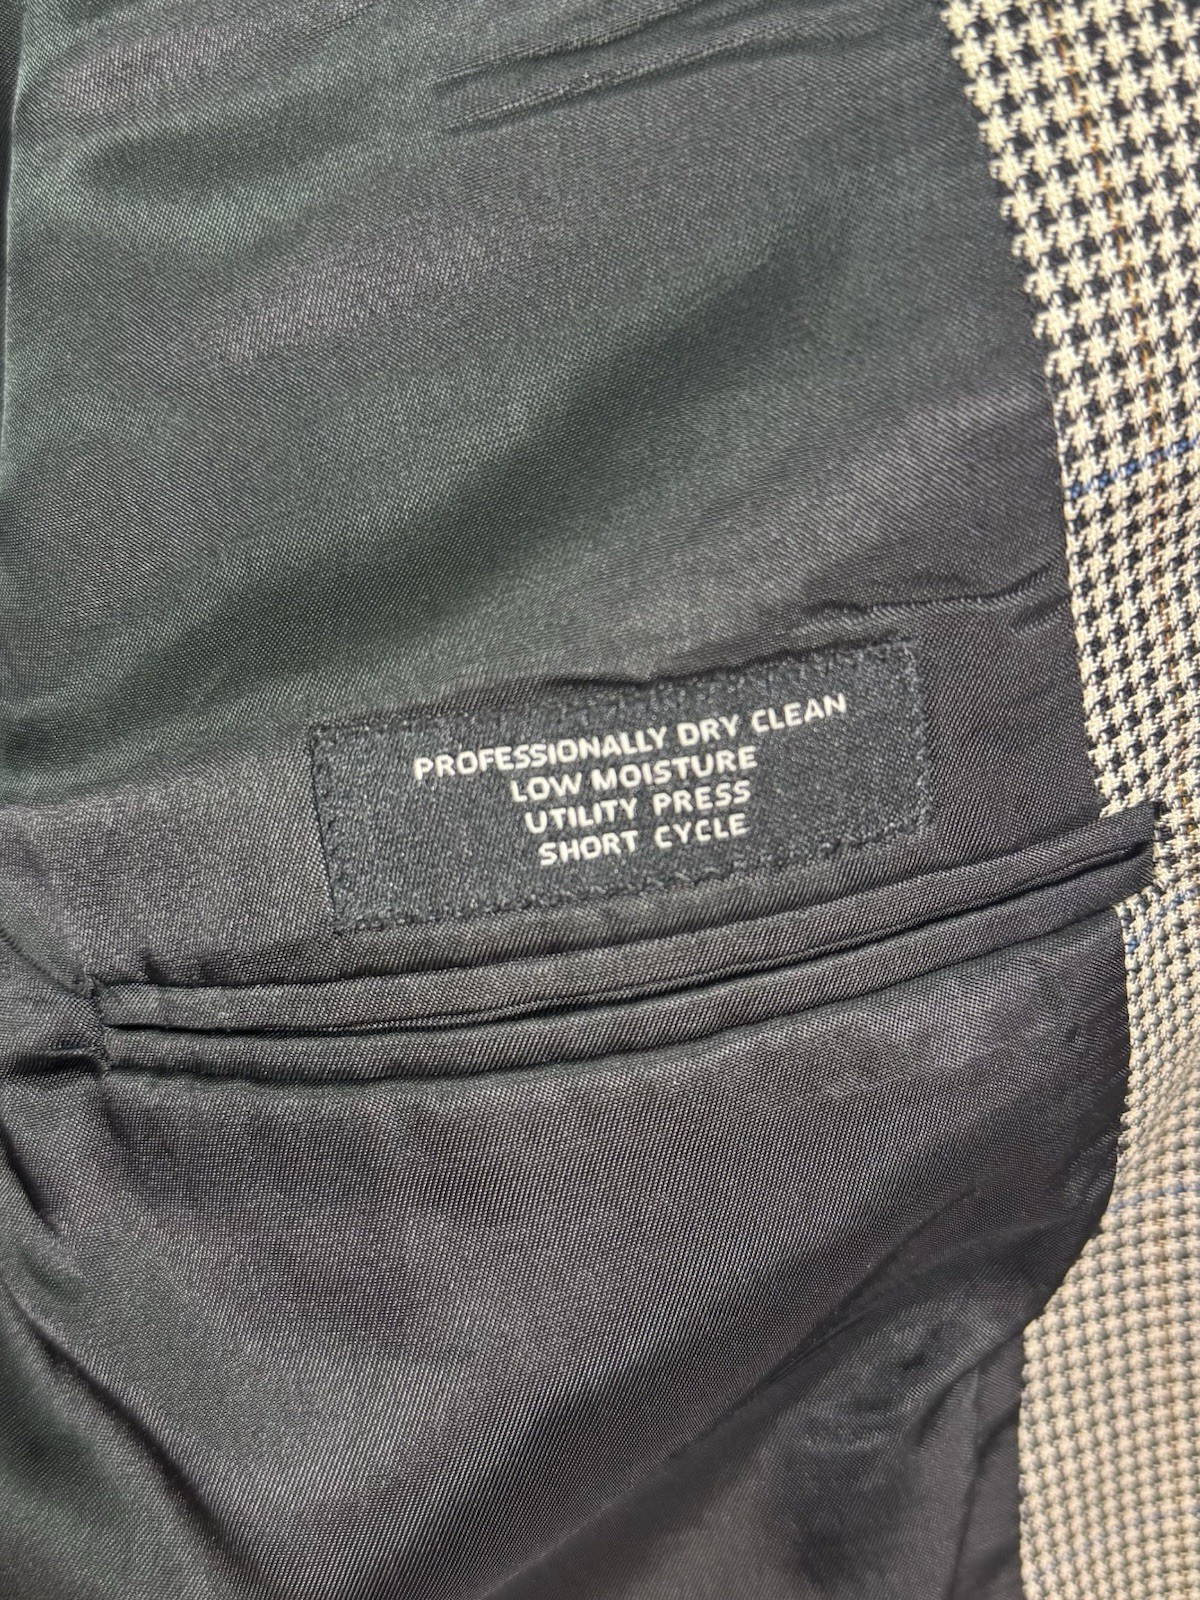 PROFESSIONALLY DRY CLEAN
LOW MOISTURE
UTILITY PRESS
SHORT CYCLE